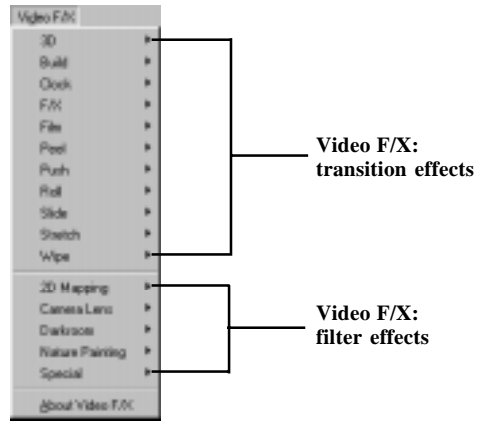 Video F/X
3D
Build
Clock
F/X
Film
Peel
Push
Roll
Slide
Stretch
Wipe
Video F/X:
transition effects
2D Mapping
Camera Lens
Darkroom
Nature Painting
Special
Video F/X:
filter effects
About Video F/X